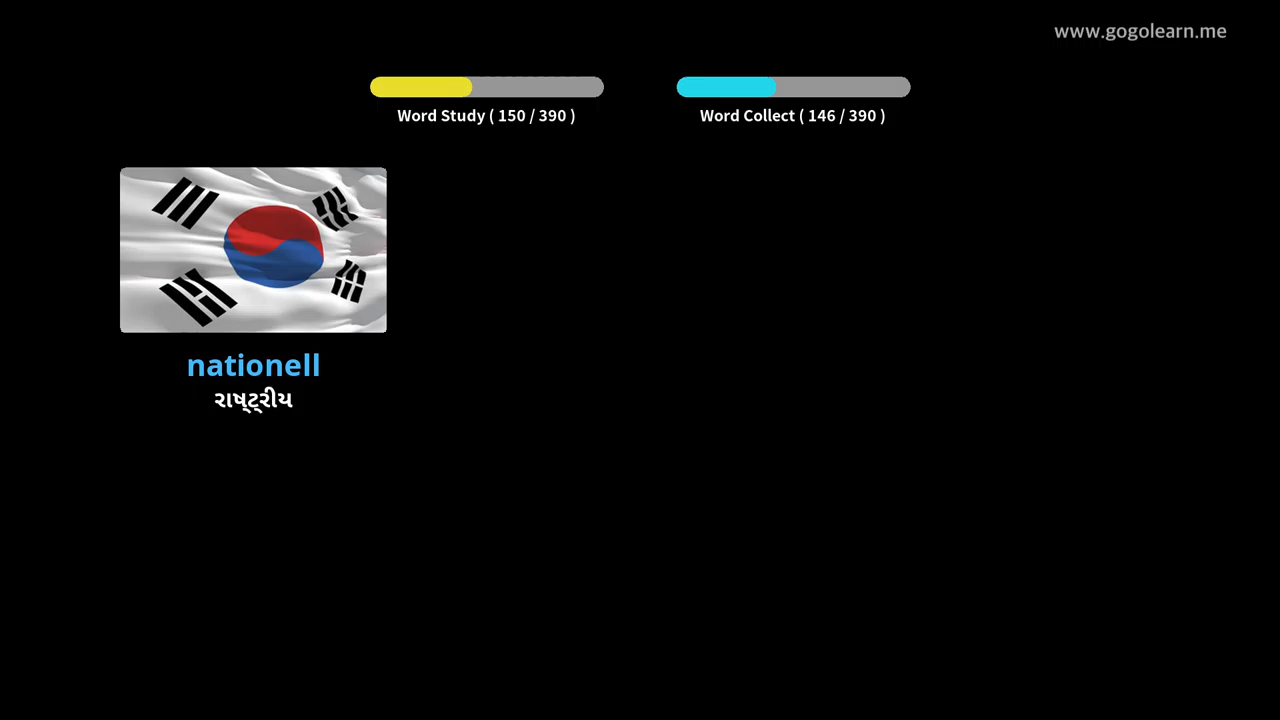 www.gogolearn.me
Word Study ( 150 / 390 )
Word Collect ( 146 / 390 )
nationell
રાષ્ટ્રીય